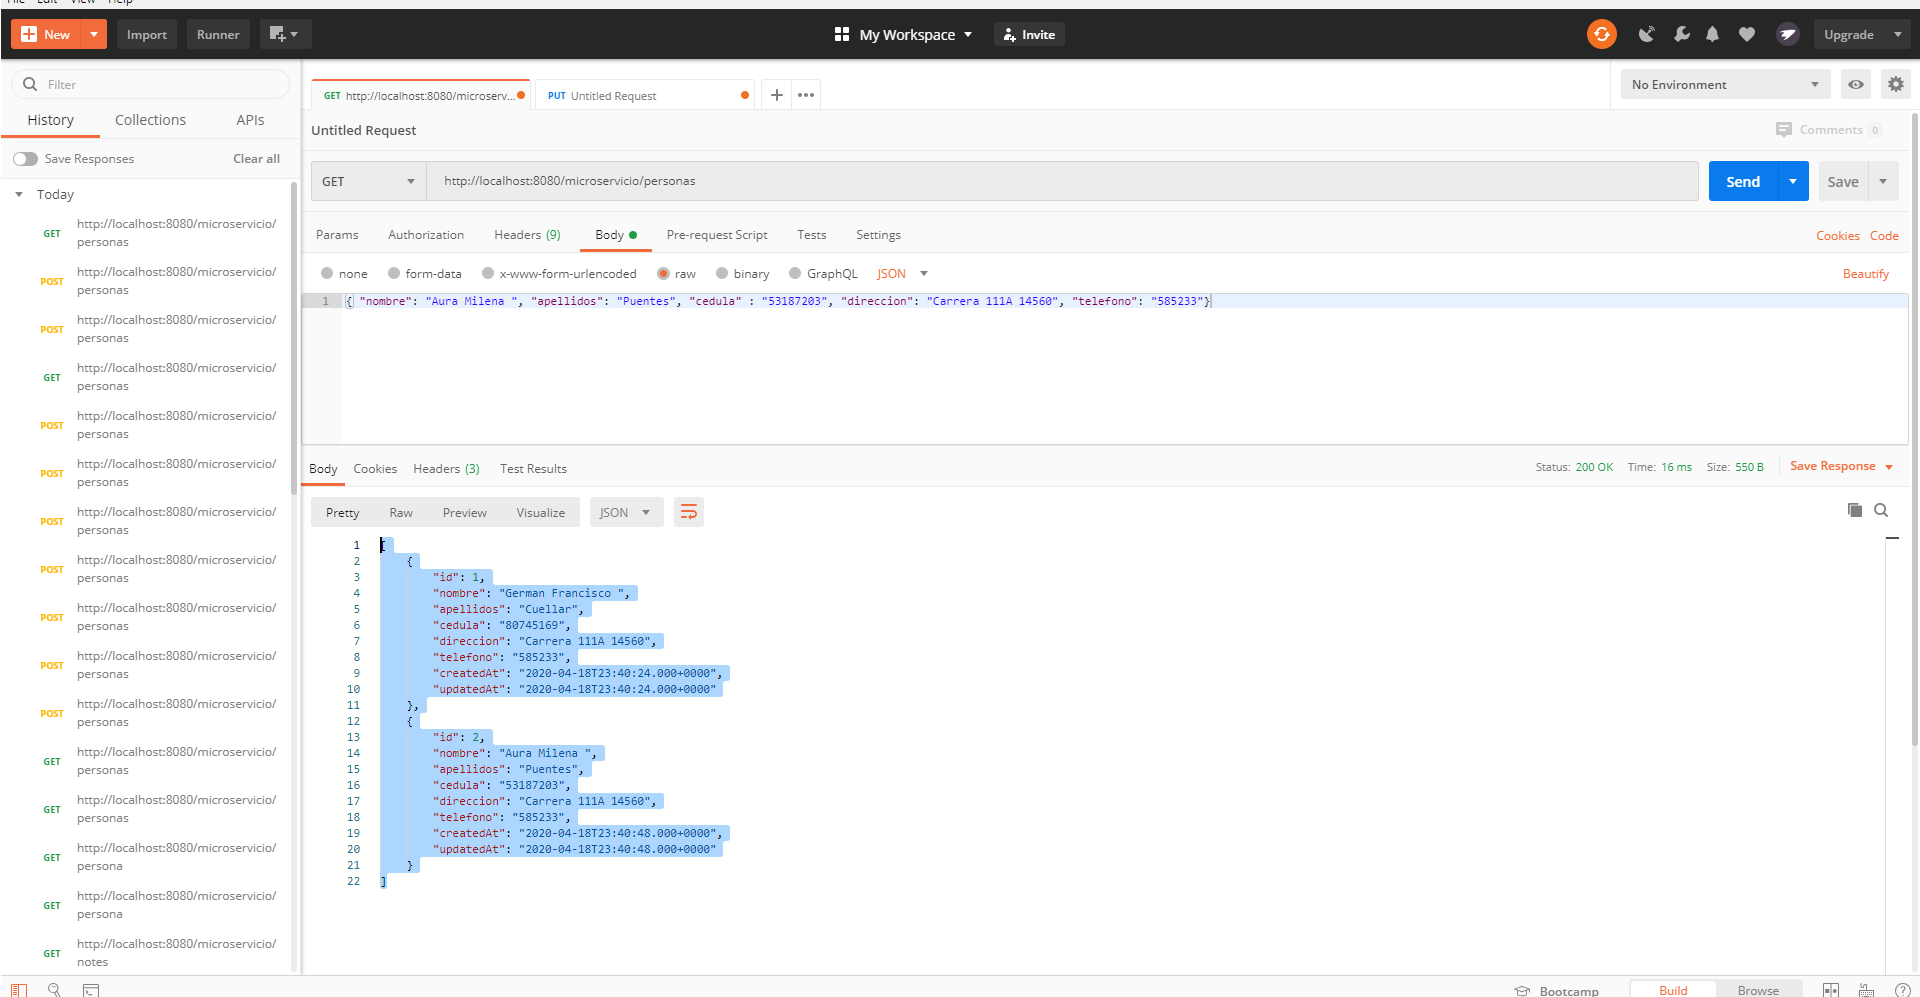 File Edit View Help
New Import Runner My Workspace Invite Upgrade
Filter
History Collections APIs
Save Responses Clear all
Today
GET http://localhost:8080/microservicio/
personas
POST http://localhost:8080/microservicio/
personas
POST http://localhost:8080/microservicio/
personas
GET http://localhost:8080/microservicio/
personas
POST http://localhost:8080/microservicio/
personas
POST http://localhost:8080/microservicio/
personas
POST http://localhost:8080/microservicio/
personas
POST http://localhost:8080/microservicio/
personas
POST http://localhost:8080/microservicio/
personas
POST http://localhost:8080/microservicio/
personas
POST http://localhost:8080/microservicio/
personas
GET http://localhost:8080/microservicio/
personas
GET http://localhost:8080/microservicio/
personas
GET http://localhost:8080/microservicio/
persona
GET http://localhost:8080/microservicio/
persona
GET http://localhost:8080/microservicio/
notes
GET http://localhost:8080/microserv... PUT Untitled Request + ••• No Environment
Untitled Request Comments 0
GET http://localhost:8080/microservicio/personas Send Save
Params Authorization Headers (9) Body Pre-request Script Tests Settings Cookies Code
none form-data x-www-form-urlencoded raw binary GraphQL JSON Beautify
1 { "nombre": "Aura Milena ", "apellidos": "Puentes", "cedula" : "53187203", "direccion": "Carrera 111A 14560", "telefono": "585233"}
Body Cookies Headers (3) Test Results Status: 200 OK Time: 16 ms Size: 550 B Save Response
Pretty Raw Preview Visualize JSON
1 [
2 {
3 "id": 1,
4 "nombre": "German Francisco ",
5 "apellidos": "Cuellar",
6 "cedula": "80745169",
7 "direccion": "Carrera 111A 14560",
8 "telefono": "585233",
9 "createdAt": "2020-04-18T23:40:24.000+0000",
10 "updatedAt": "2020-04-18T23:40:24.000+0000"
11 },
12 {
13 "id": 2,
14 "nombre": "Aura Milena ",
15 "apellidos": "Puentes",
16 "cedula": "53187203",
17 "direccion": "Carrera 111A 14560",
18 "telefono": "585233",
19 "createdAt": "2020-04-18T23:40:48.000+0000",
20 "updatedAt": "2020-04-18T23:40:48.000+0000"
21 }
22 ]
Bootcamp Build Browse